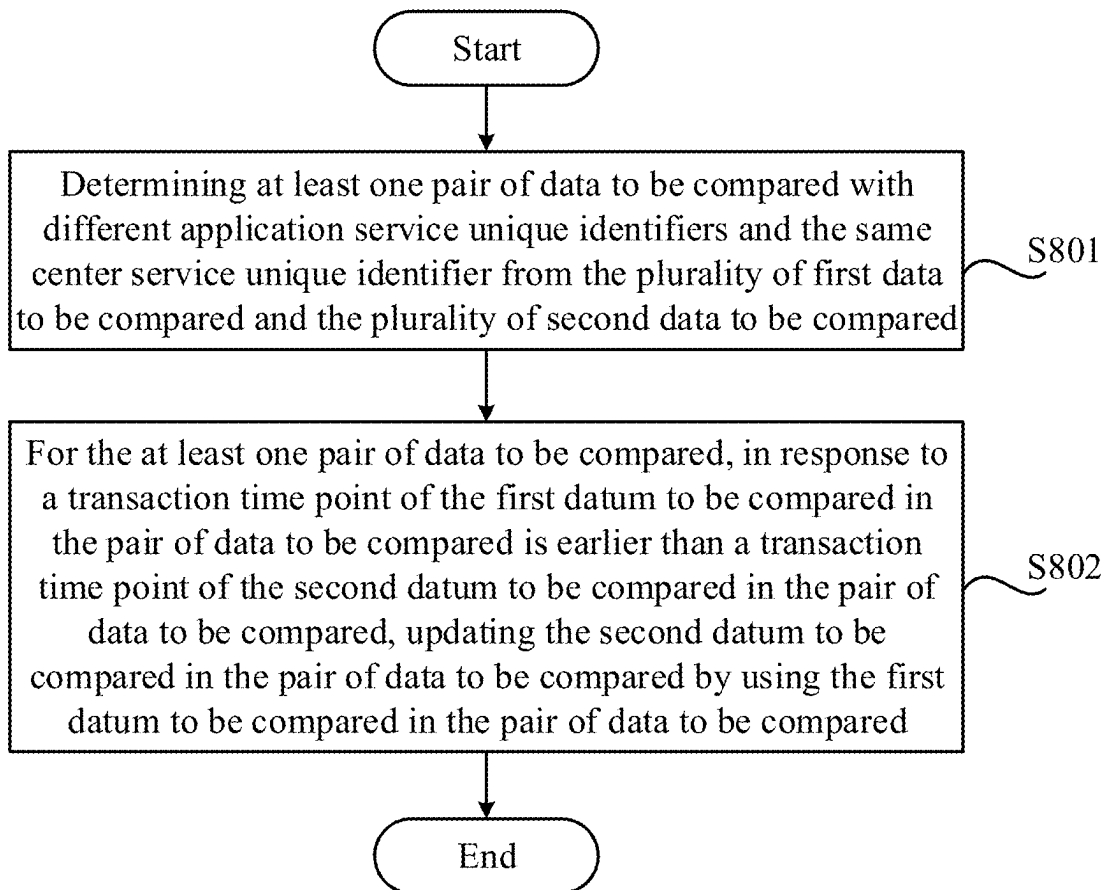 Start
Determining at least one pair of data to be compared with
different application service unique identifiers and the same
center service unique identifier from the plurality of first data
to be compared and the plurality of second data to be compared
S801
For the at least one pair of data to be compared, in response to
a transaction time point of the first datum to be compared in
the pair of data to be compared is earlier than a transaction
time point of the second datum to be compared in the pair of
data to be compared, updating the second datum to be
compared in the pair of data to be compared by using the first
datum to be compared in the pair of data to be compared
S802
End